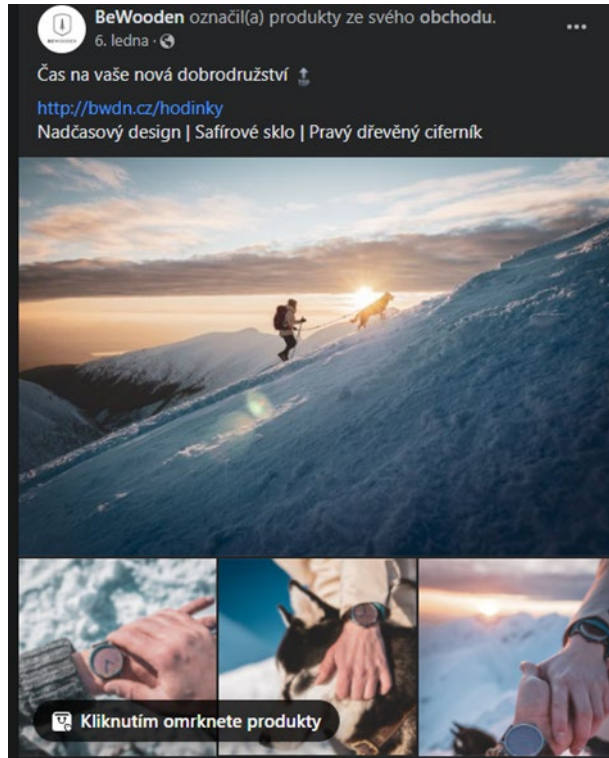 BeWooden označil(a) produkty ze svého obchodu.
BEWOODEN
6. ledna ·
Čas na vaše nová dobrodružství
http://bwdn.cz/hodinky
Nadčasový design | Safírové sklo | Pravý dřevěný ciferník
Kliknutím omrknete produkty